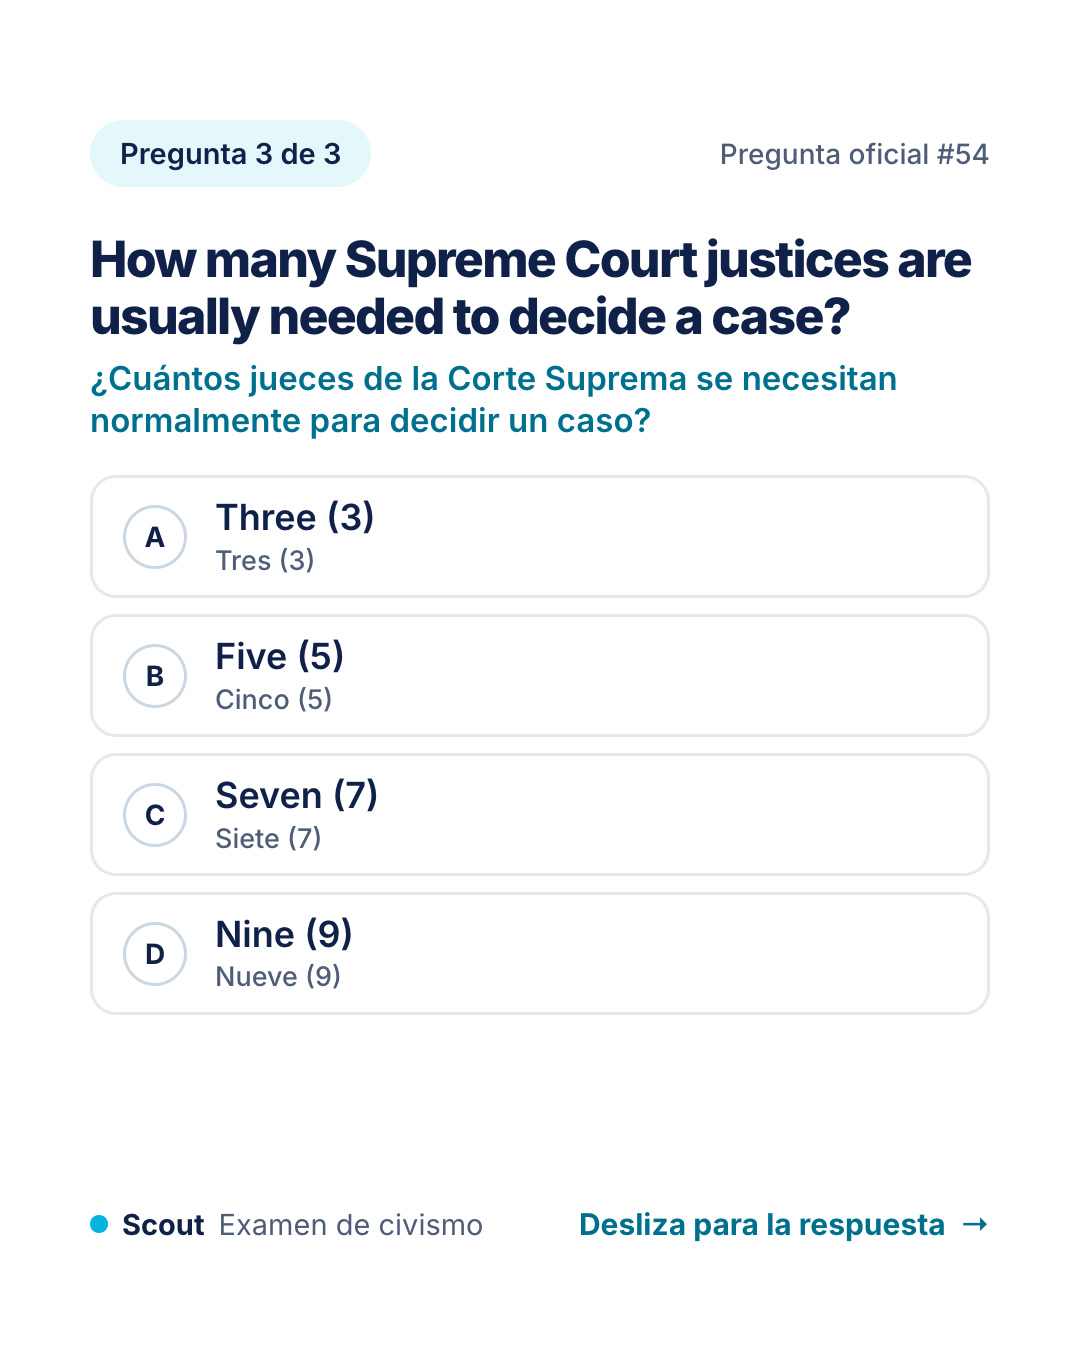 Pregunta 3 de 3
Pregunta oficial #54
How many Supreme Court justices are
usually needed to decide a case?
¿Cuántos jueces de la Corte Suprema se necesitan
normalmente para decidir un caso?
A
Three (3)
Tres (3)
B
Five (5)
Cinco (5)
C
Seven (7)
Siete (7)
D
Nine (9)
Nueve (9)
Scout Examen de civismo
Desliza para la respuesta →